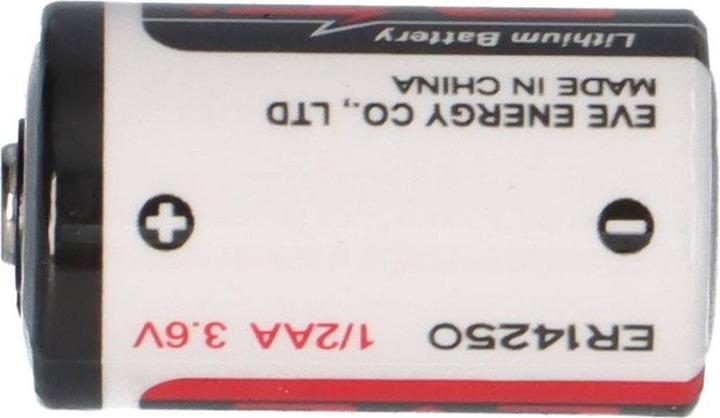 ER14250 1/2AA 3.6V
EVE ENERGY CO., LTD
MADE IN CHINA
Lithium Battery